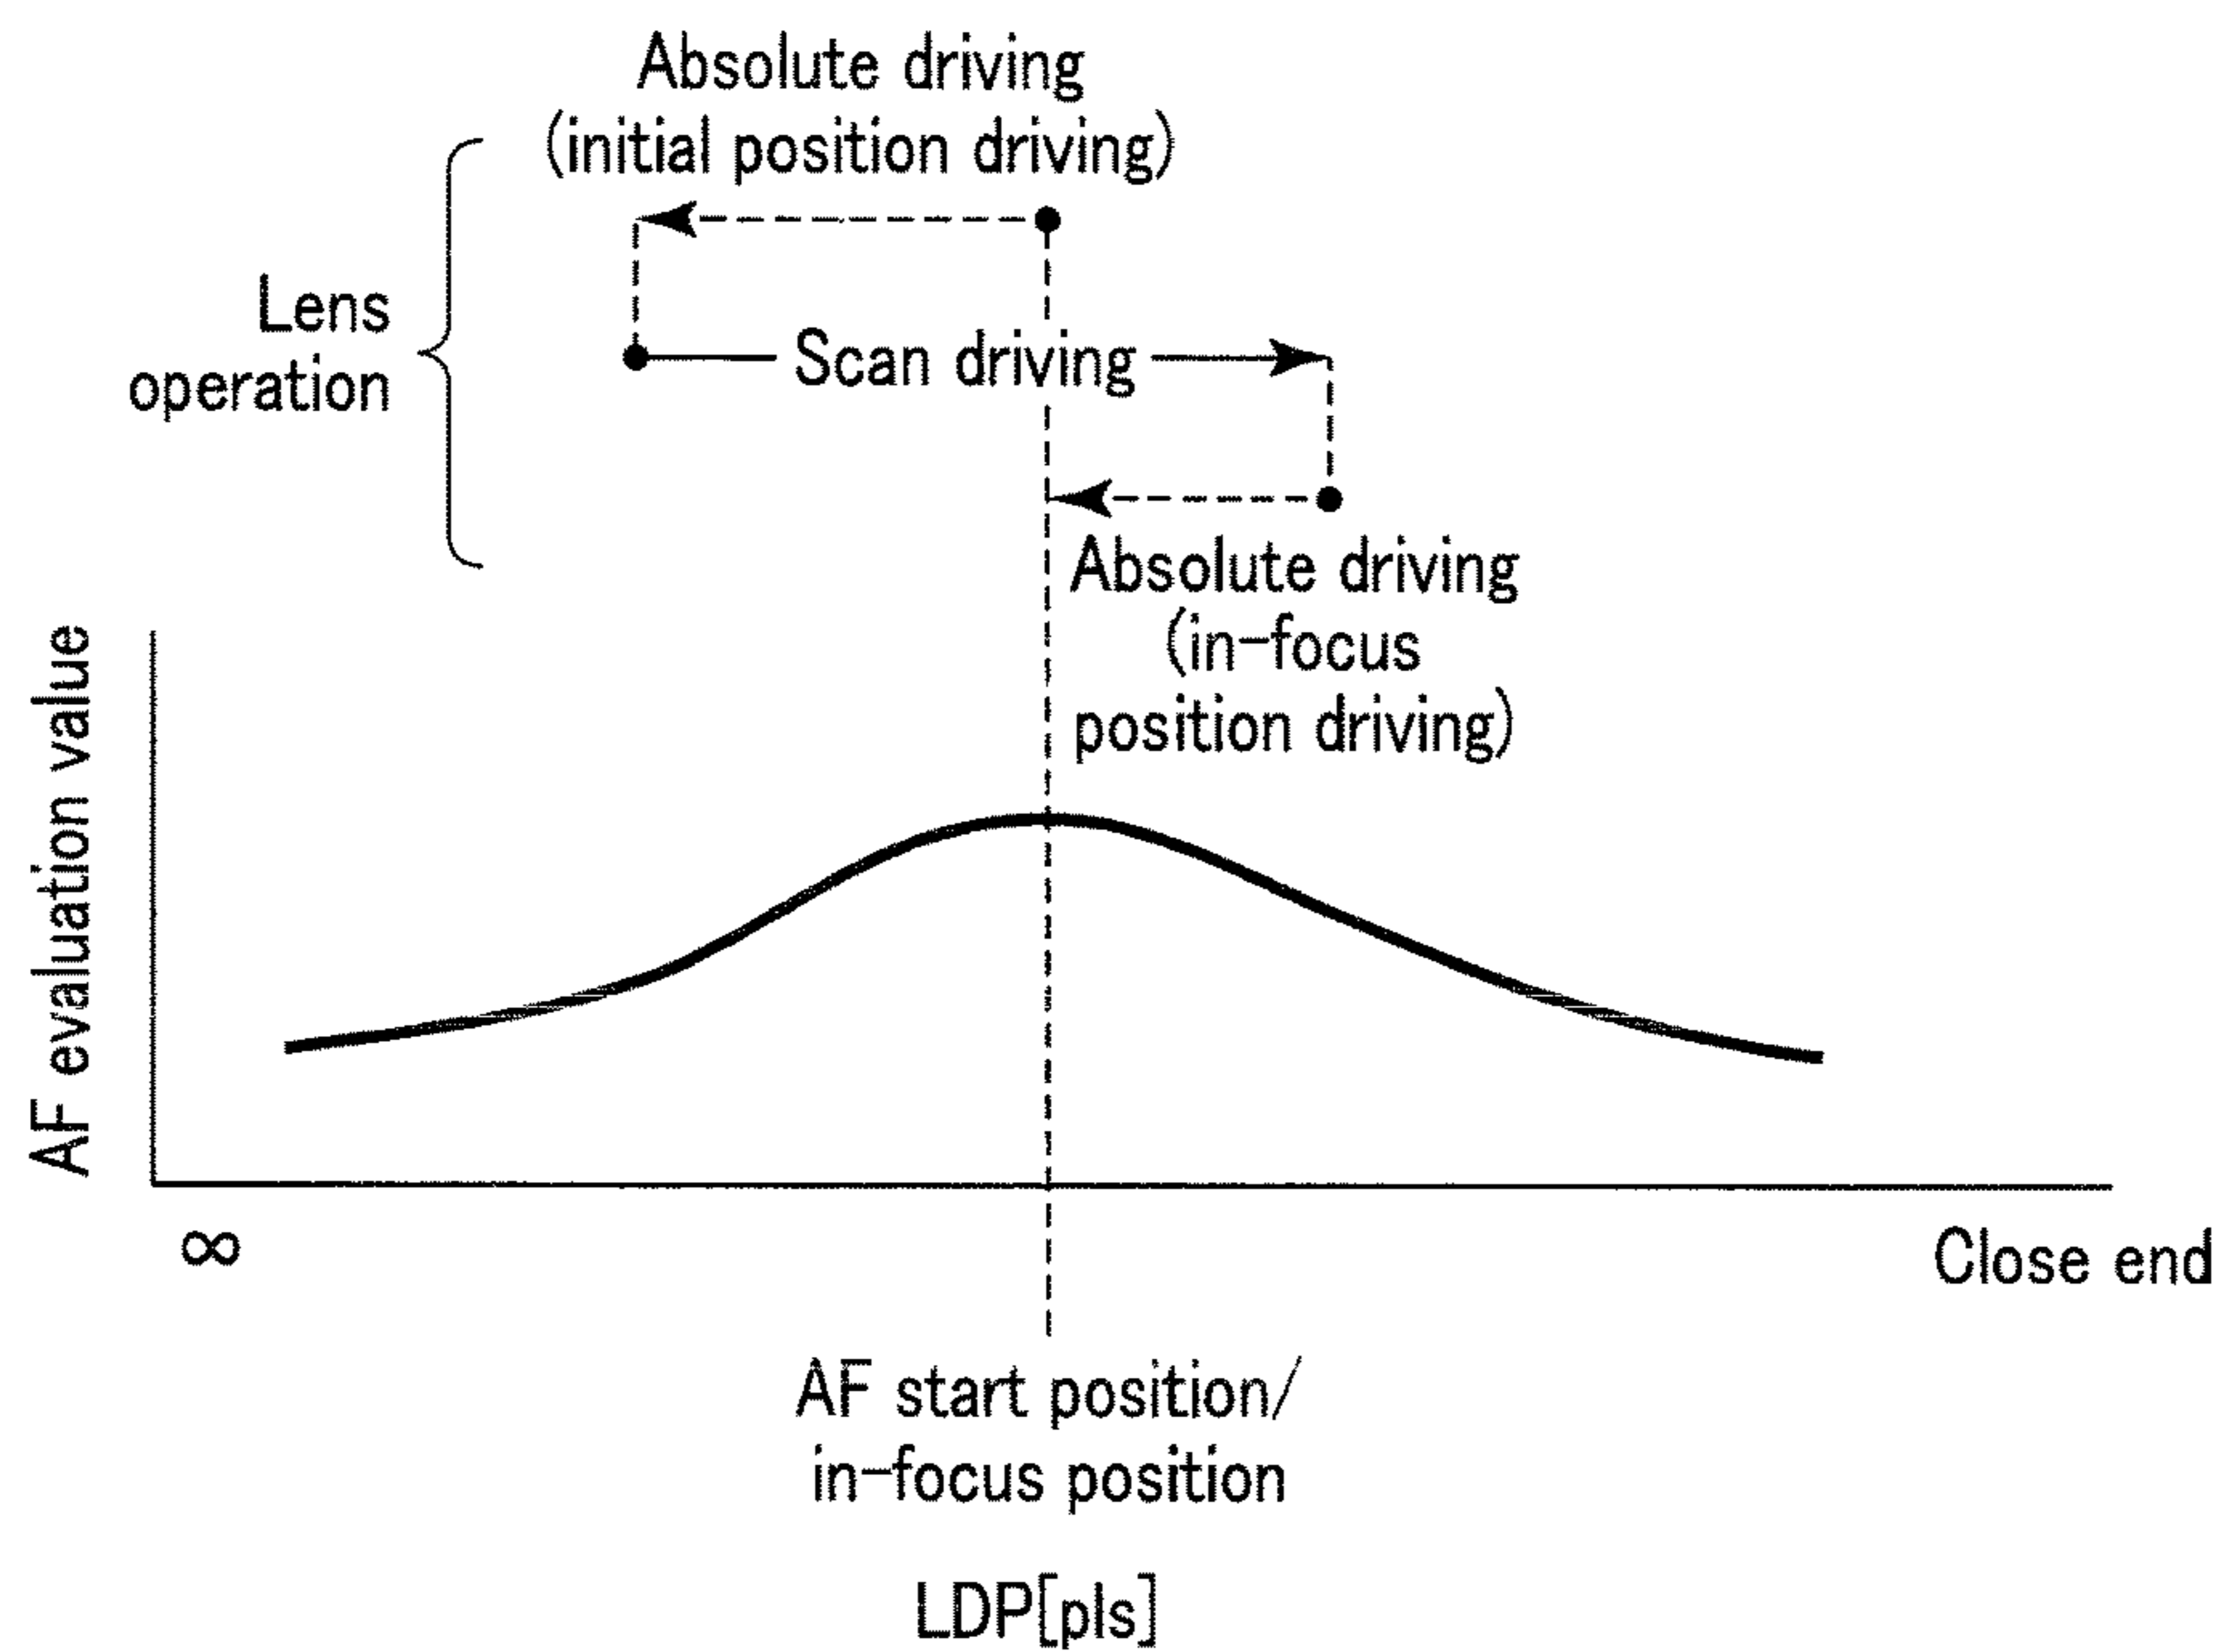 Absolute driving
(initial position driving)
Lens
operation
Scan driving
Absolute driving
(in-focus
position driving)
AF evaluation value
∞
Close end
AF start position/
in-focus position
LDP[pls]